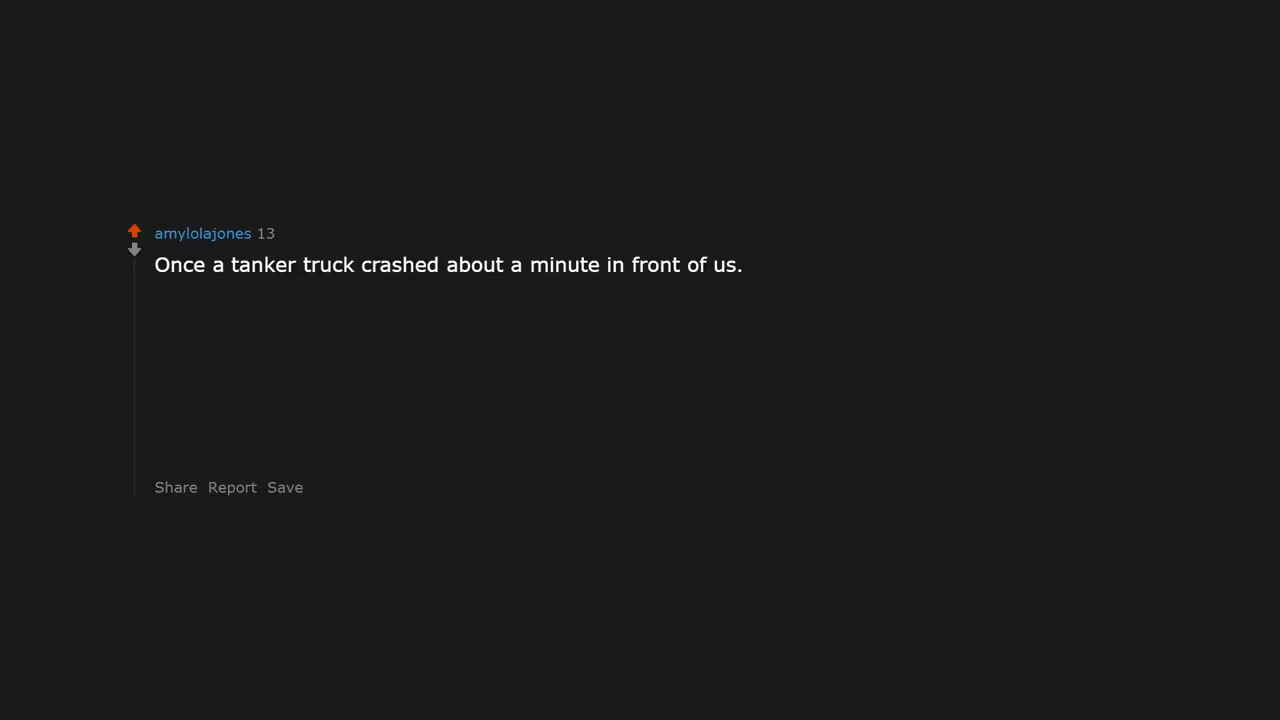 amylolajones 13
Once a tanker truck crashed about a minute in front of us.
Share Report Save